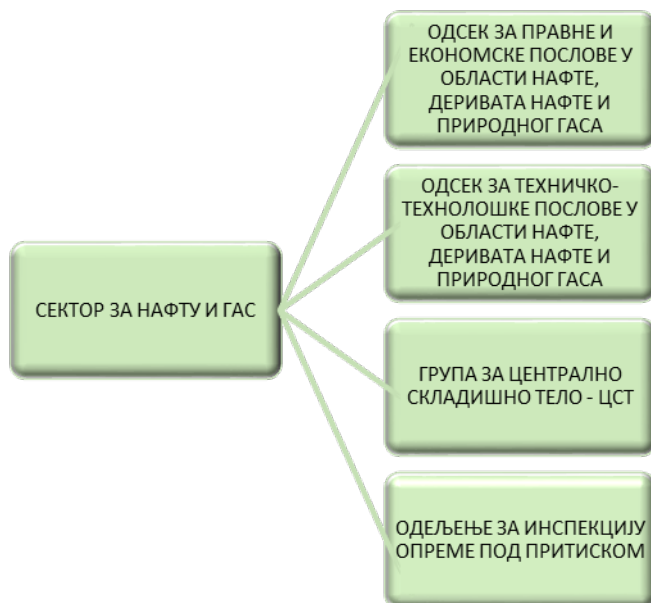 ОДСЕК ЗА ПРАВНЕ И
ЕКОНОМСКЕ ПОСЛОВЕ У
ОБЛАСТИ НАФТЕ,
ДЕРИВАТА НАФТЕ И
ПРИРОДНОГ ГАСА
ОДСЕК ЗА ТЕХНИЧКО-
ТЕХНОЛОШКЕ ПОСЛОВЕ У
ОБЛАСТИ НАФТЕ,
ДЕРИВАТА НАФТЕ И
ПРИРОДНОГ ГАСА
СЕКТОР ЗА НАФТУ И ГАС
ГРУПА ЗА ЦЕНТРАЛНО
СКЛАДИШНО ТЕЛО - ЦСТ
ОДЕЉЕЊЕ ЗА ИНСПЕКЦИЈУ
ОПРЕМЕ ПОД ПРИТИСКОМ